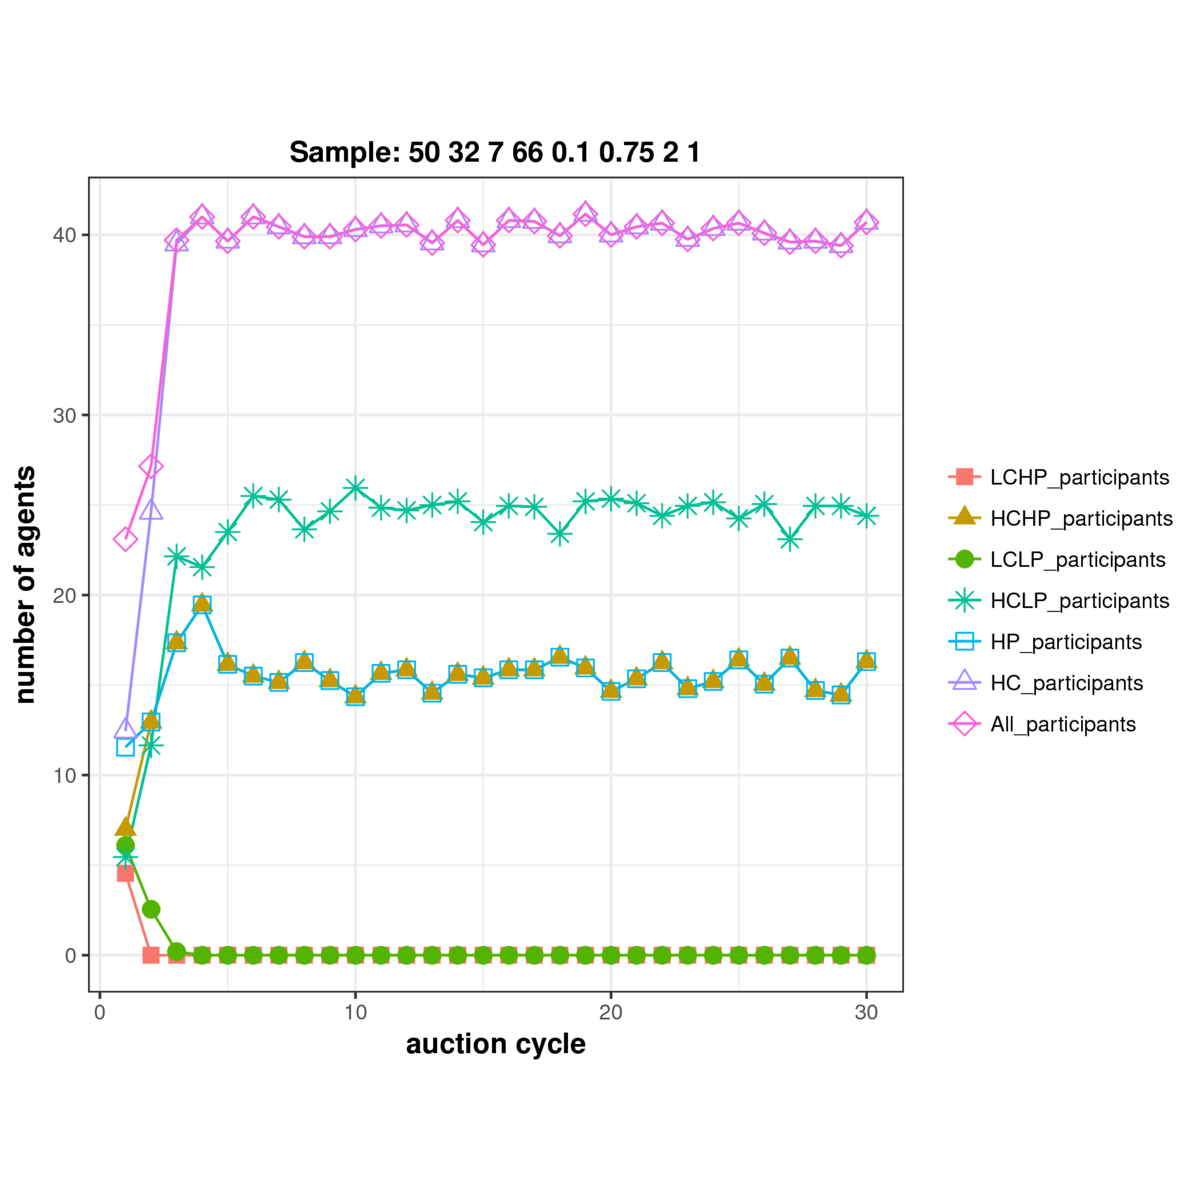 Sample: 50 32 7 66 0.1 0.75 2 1
number of agents
40
30
20
10
0
0 10 20 30
auction cycle
LCHP_participants
HCHP_participants
LCLP_participants
HCLP_participants
HP_participants
HC_participants
All_participants